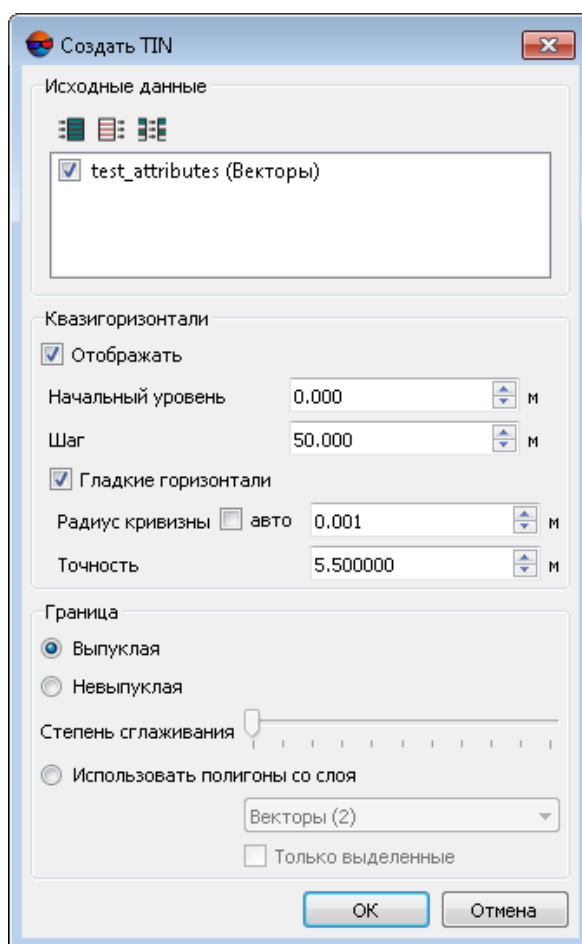 Создать TIN
Исходные данные
test_attributes (Векторы)
Квазигоризонтали
Отображать
Начальный уровень 0.000 м
Шаг 50.000 м
Гладкие горизонтали
Радиус кривизны авто 0.001 м
Точность 5.500000 м
Граница
Выпуклая
Невыпуклая
Степень сглаживания
Использовать полигоны со слоя
Векторы (2)
Только выделенные
OK Отмена